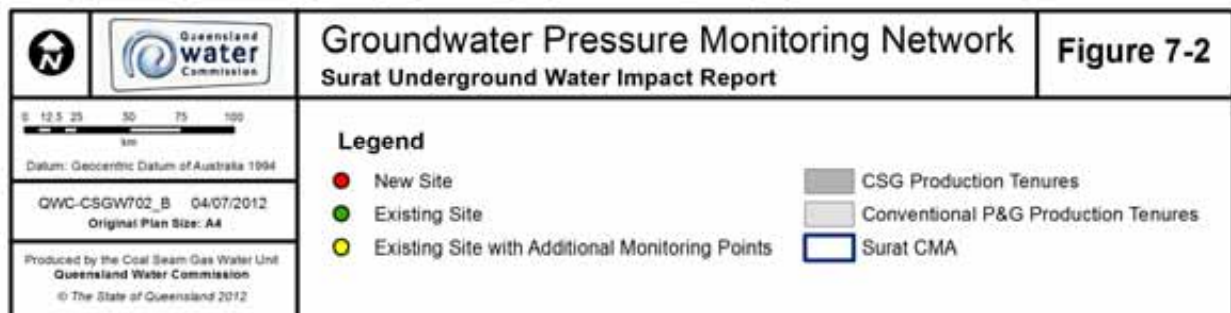 N
Queensland
water
Commission
Groundwater Pressure Monitoring Network
Surat Underground Water Impact Report
Figure 7-2
0 12.5 25 50 75 100
km
Datum: Geocentric Datum of Australia 1994
QWC-CSGW702_B 04/07/2012
Original Plan Size: A4
Produced by the Coal Seam Gas Water Unit
Queensland Water Commission
© The State of Queensland 2012
Legend
New Site
Existing Site
Existing Site with Additional Monitoring Points
CSG Production Tenures
Conventional P&G Production Tenures
Surat CMA